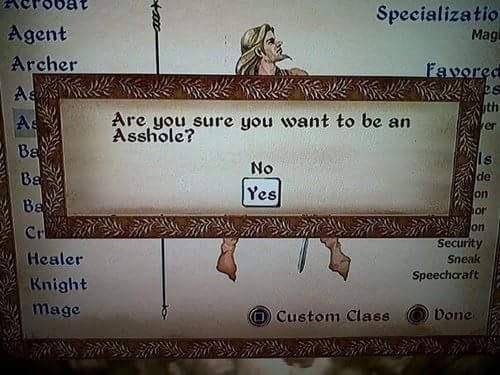 Acrobat
Agent
Archer
Specializatio
Mag
Favored
Are you sure you want to be an
Asshole?
No
Yes
Healer
Knight
Mage
Security
Sneak
Speechcraft
Custom Class
Done